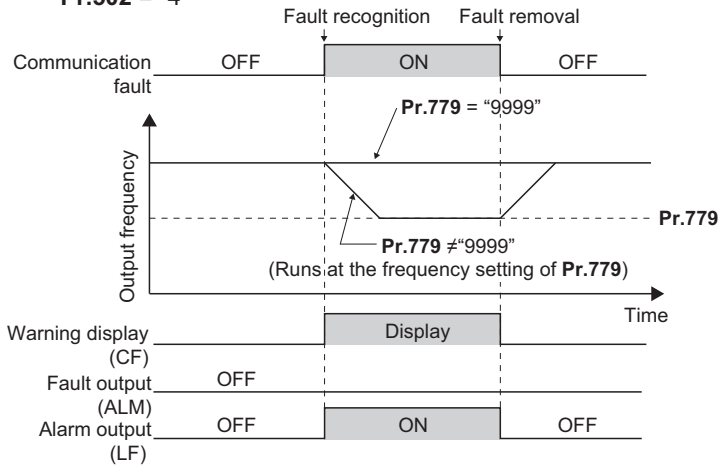 Pr.502 = "4"
Fault recognition
Fault removal
Communication
fault
OFF
ON
OFF
Pr.779 = "9999"
Output frequency
Pr.779
Pr.779 ≠"9999"
(Runs at the frequency setting of Pr.779)
Time
Warning display
(CF)
Display
Fault output
(ALM)
OFF
Alarm output
(LF)
OFF
ON
OFF